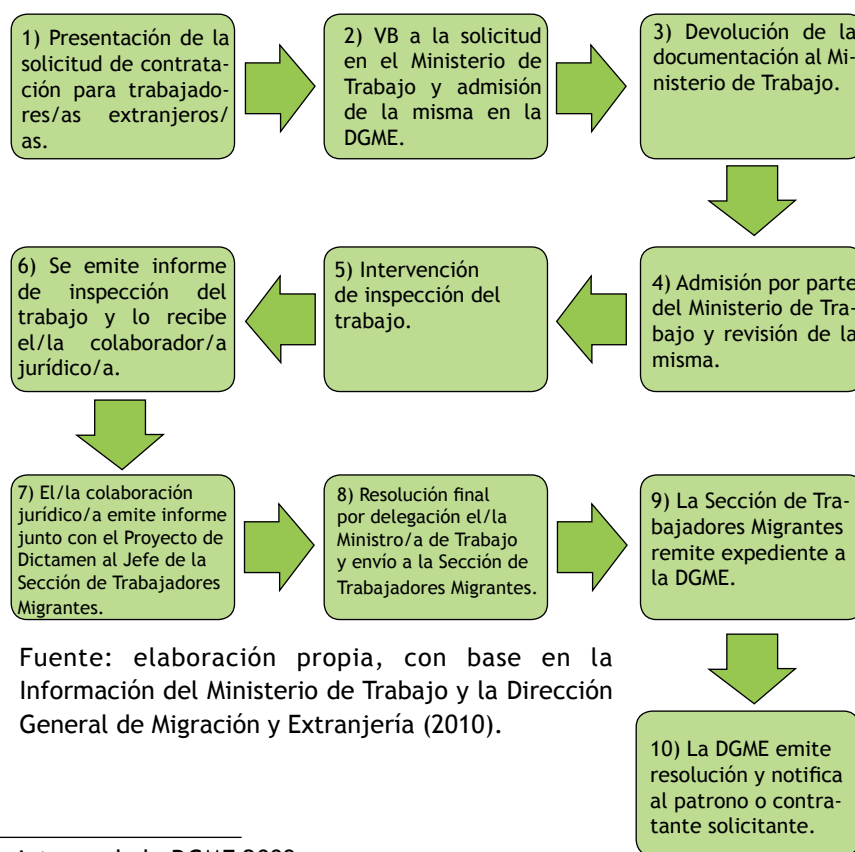 1) Presentación de la
solicitud de contrata-
ción para trabajado-
res/as extranjeros/
as.
2) VB a la solicitud
en el Ministerio de
Trabajo y admisión
de la misma en la
DGME.
3) Devolución de la
documentación al Mi-
nisterio de Trabajo.
4) Admisión por parte
del Ministerio de Tra-
bajo y revisión de la
misma.
5) Intervención
de inspección del
trabajo.
6) Se emite informe
de inspección del
trabajo y lo recibe
el/la colaborador/a
jurídico/a.
7) El/la colaboración
jurídico/a emite informe
junto con el Proyecto de
Dictamen al Jefe de la
Sección de Trabajadores
Migrantes.
8) Resolución final
por delegación el/la
Ministro/a de Trabajo
y envío a la Sección de
Trabajadores Migrantes.
9) La Sección de Tra-
bajadores Migrantes
remite expediente a
la DGME.
10) La DGME emite
resolución y notifica
al patrono o contra-
tante solicitante.
Fuente: elaboración propia, con base en la
Información del Ministerio de Trabajo y la Dirección
General de Migración y Extranjería (2010).